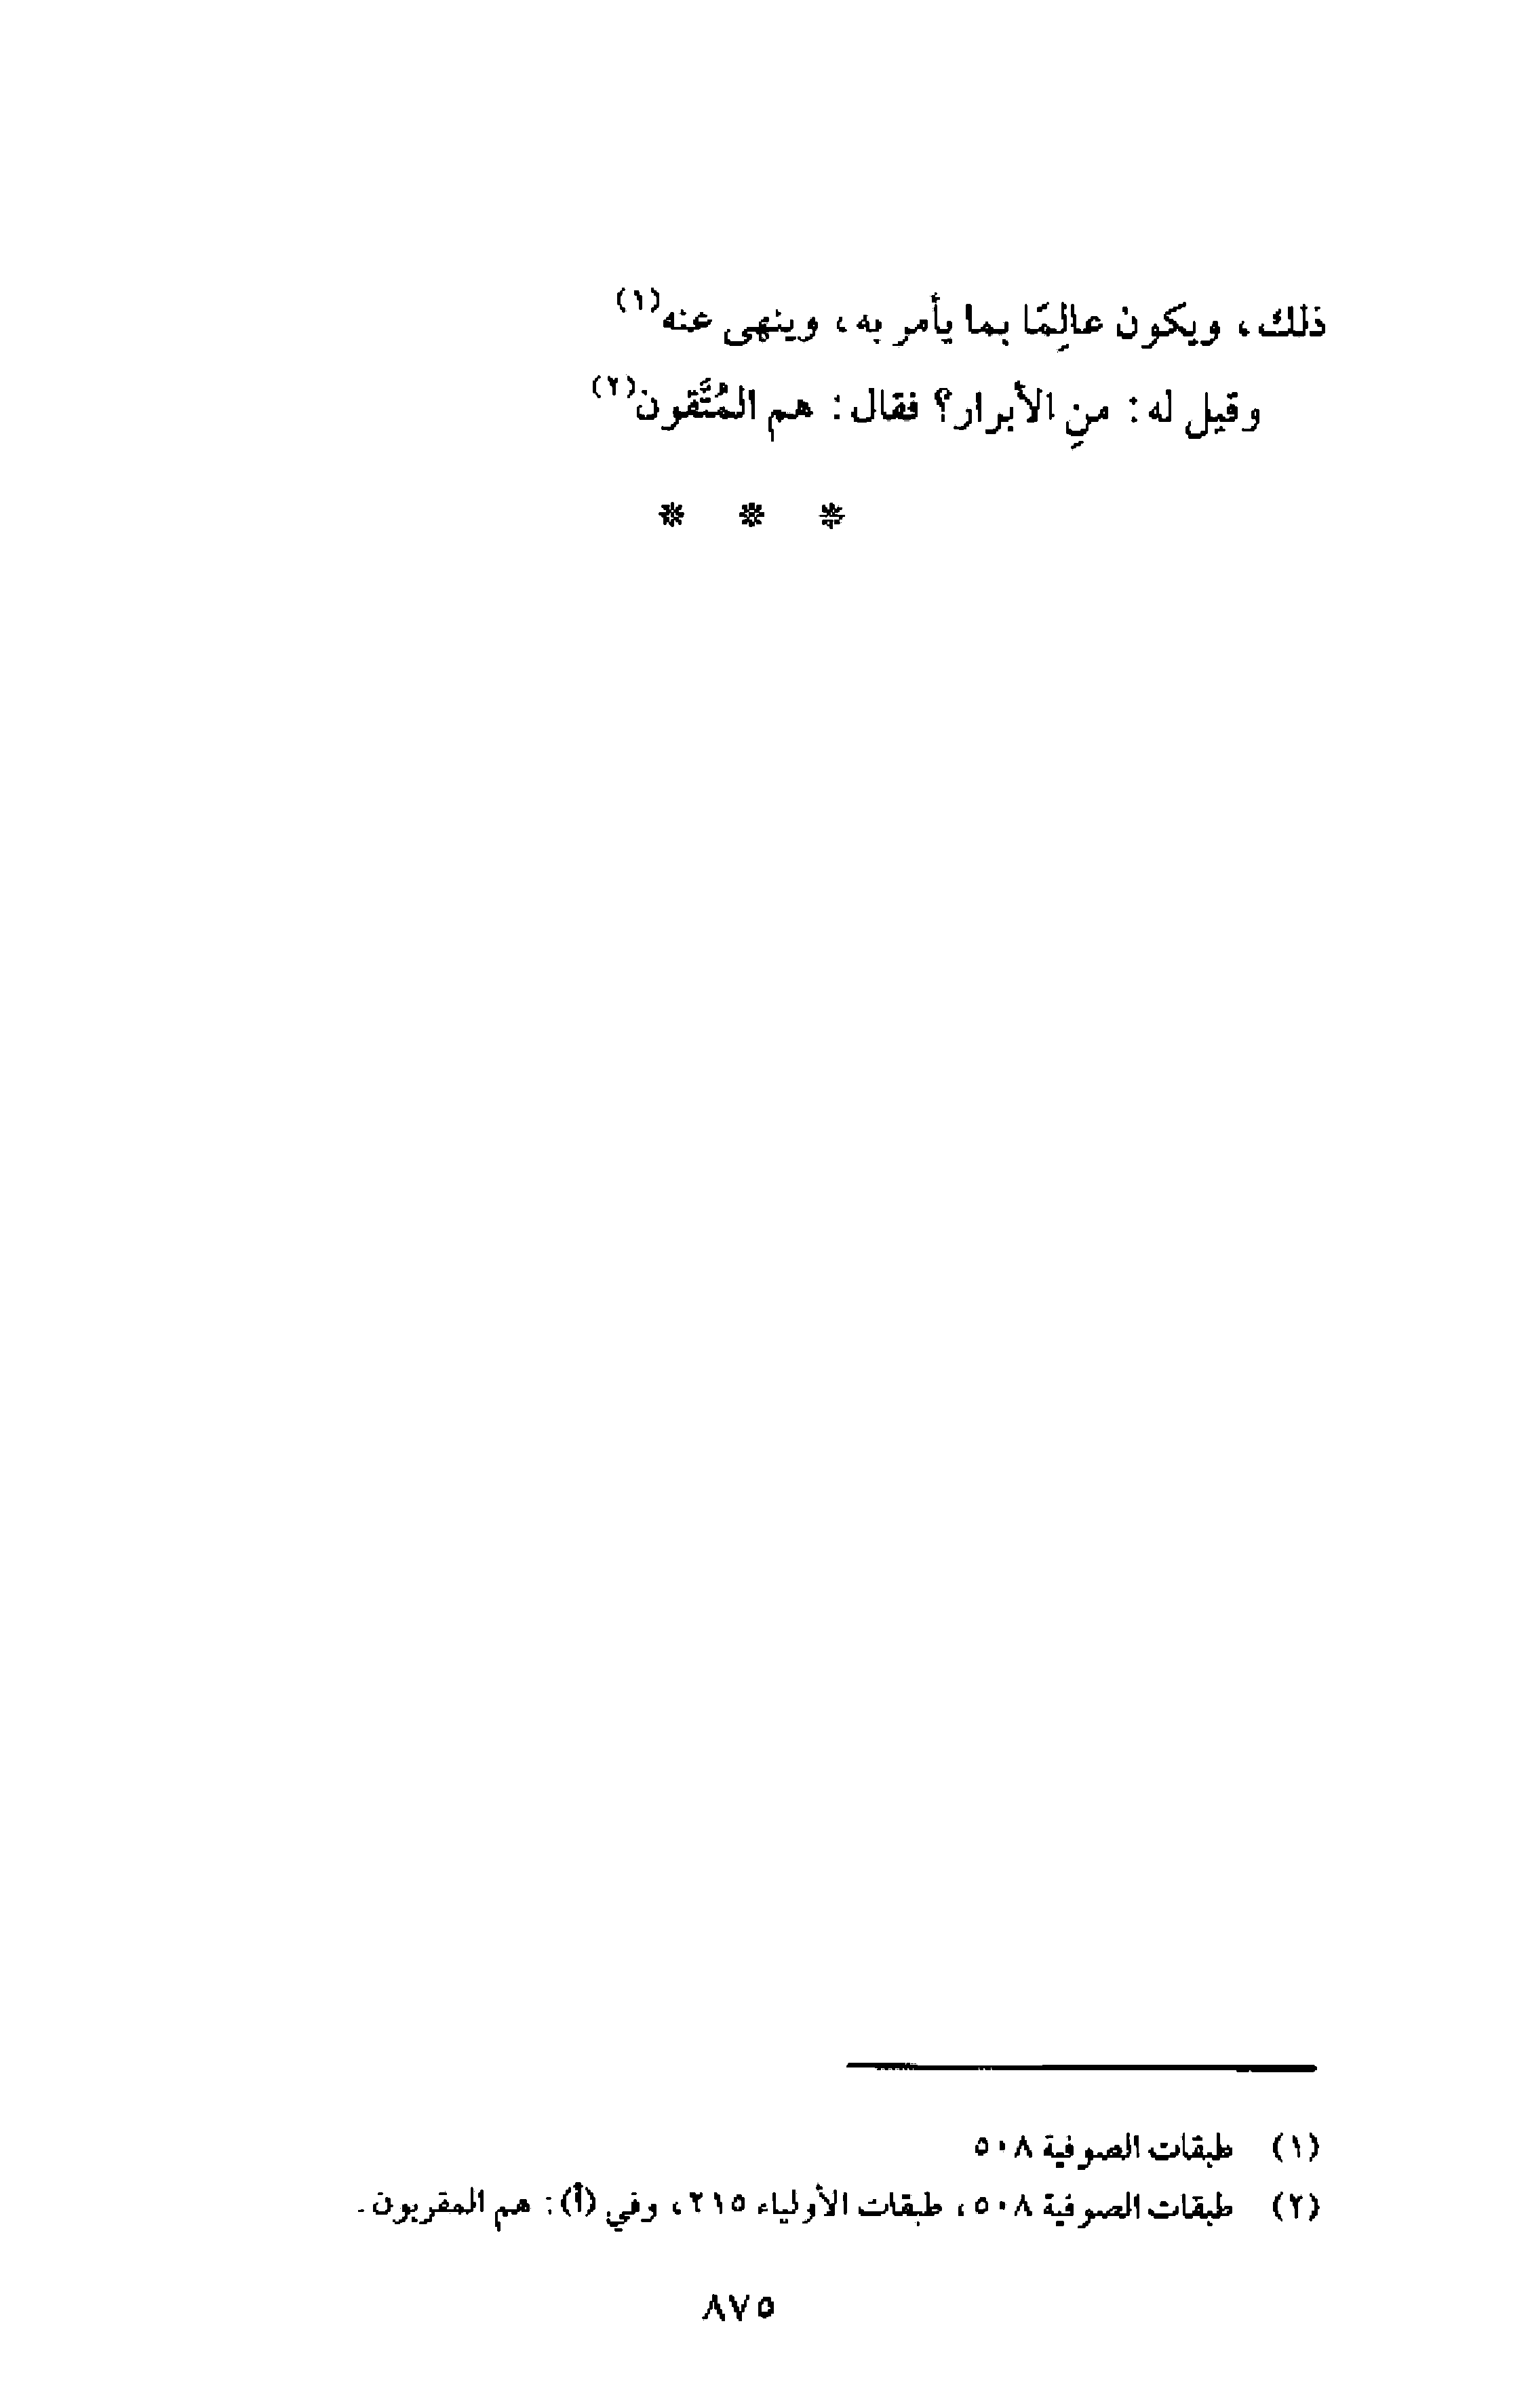 ذلك، ويكون عالِمًا بما يأمر به، وينهى عنه(١)
وقيل له: منِ الأبرار؟ فقال: هم المُتَّقون(٢)
* * *
(١) طبقات الصوفية ٥٠٨
(٢) طبقات الصوفية ٥٠٨، طبقات الأولياء ٢١٥، وفي (أ): هم المقربون.
٨٧٥